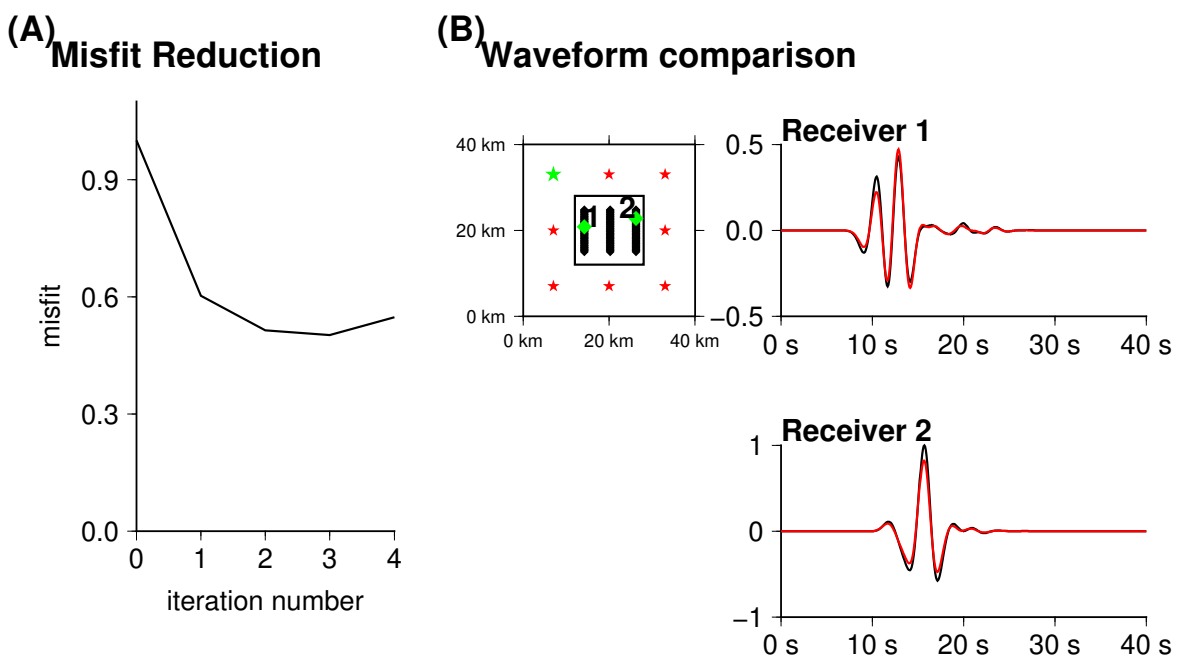 (A)
Misfit Reduction
0.9
0.6
0.3
0.0
misfit
0 1 2 3 4
iteration number
(B)
Waveform comparison
40 km
20 km
0 km
0 km 20 km 40 km
1
2
Receiver 1
0.5
0.0
−0.5
0 s 10 s 20 s 30 s 40 s
Receiver 2
1
0
−1
0 s 10 s 20 s 30 s 40 s